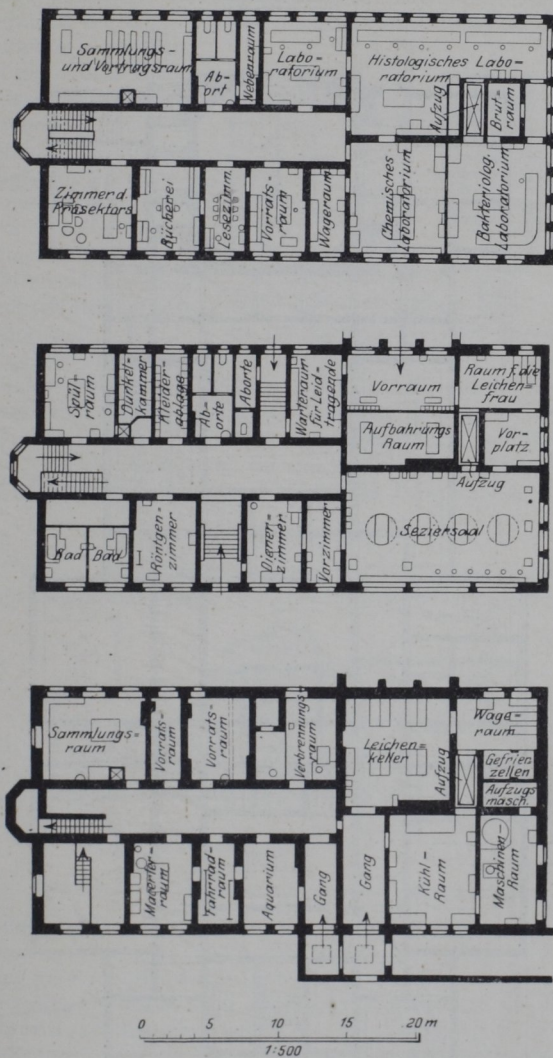 Sammlungs-
und Vortragsraum
Ab-
ort
Nebenraum
Labo-
ratorium
Histologisches Labo-
ratorium
Aufzug
Brut-
raum
Zimmer d.
Präsektors
Bücherei
Lesezimm.
Vorrats-
raum
Wageraum
Chemisches
Laboratorium
Bakteriolog.
Laboratorium
Spül-
raum
Dunkel-
kammer
Kleider-
ablage
Ab-
orte
Aborte
Warteraum
für Leid-
tragende
Vorraum
Raum f. die
Leichen-
frau
Aufbahrungs
Raum
Vor-
platz
Aufzug
Seziersaal
Bad
Bad
Röntgen-
zimmer
Diener-
zimmer
Vorzimmer
Sammlungs-
raum
Vorrats-
raum
Vorrats-
raum
Verbrennungs
raum
Leichen-
keller
Aufzug
Wage-
raum
Gefrier
zellen
Aufzugs
masch.
Macerier-
raum
Fahrrad-
raum
Aquarium
Gang
Gang
Kühl-
Raum
Maschinen-
Raum
0 5 10 15 20 m
1:500